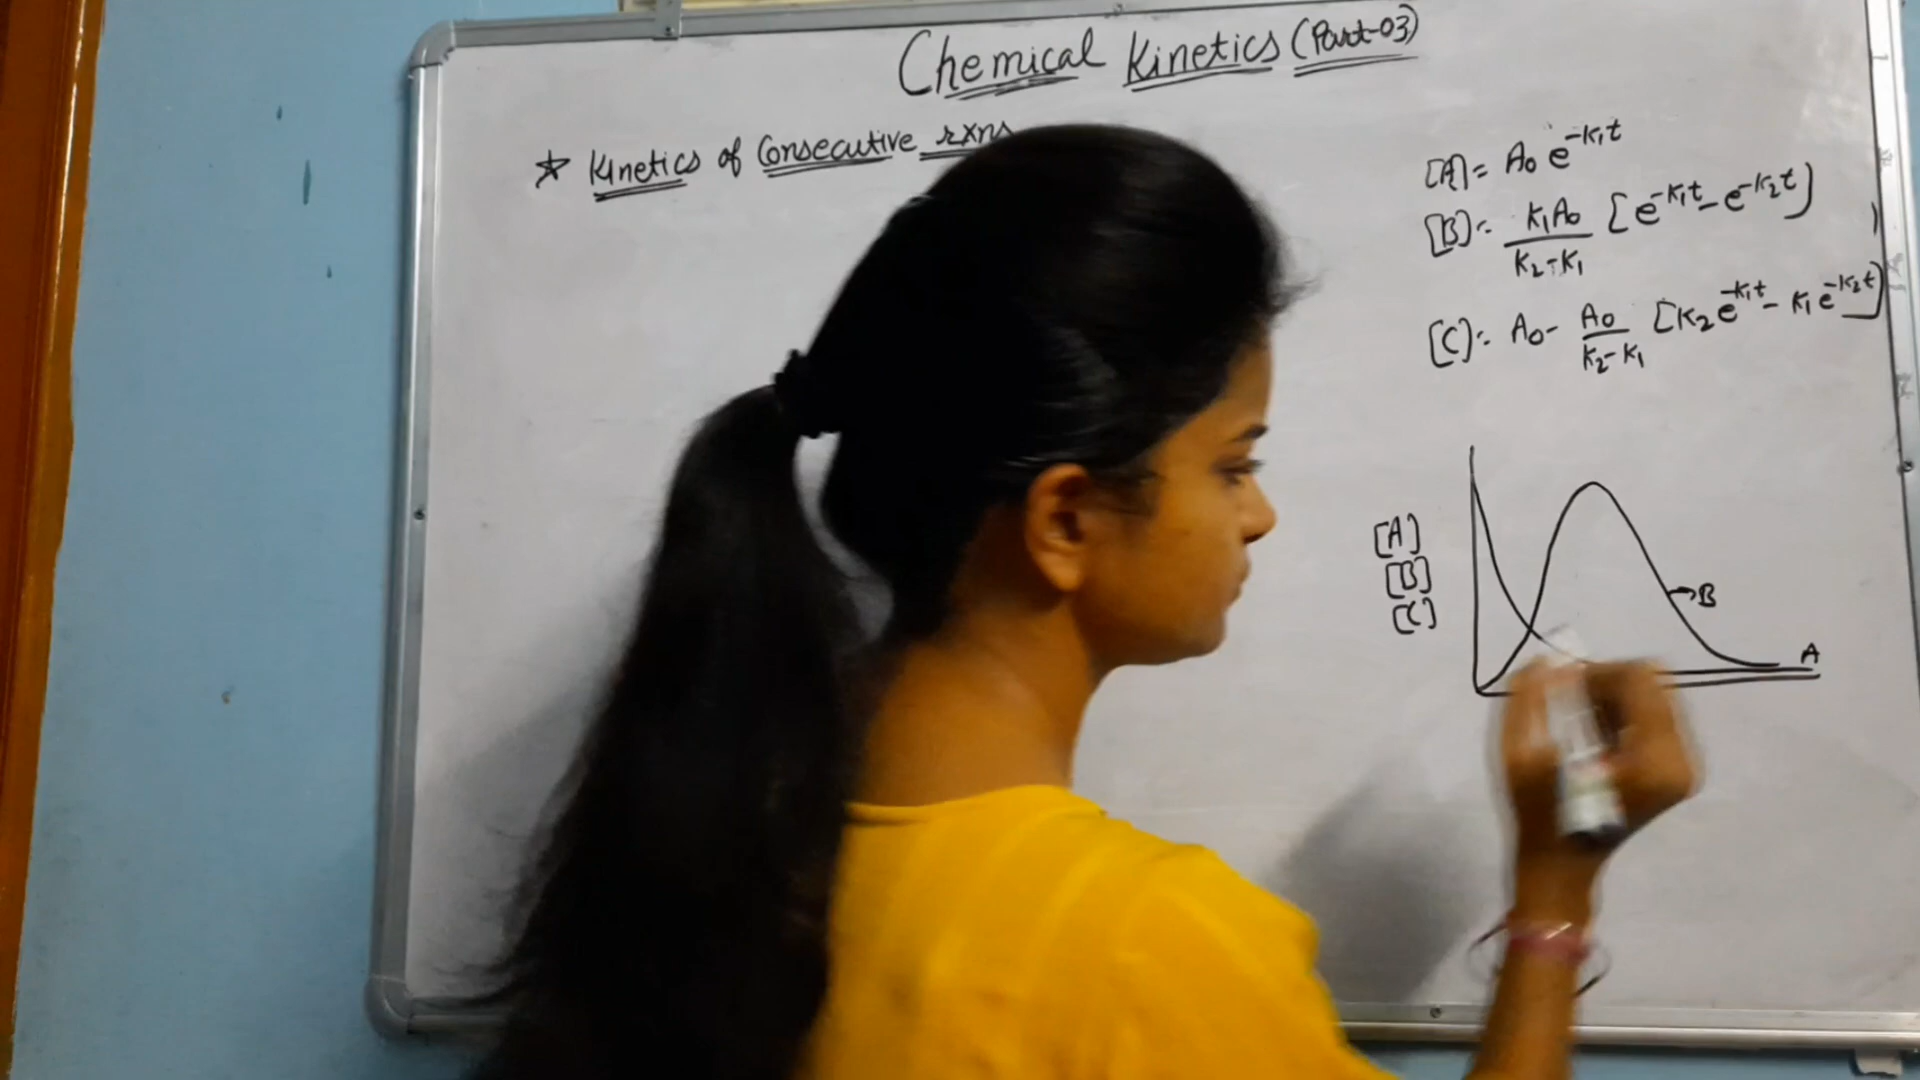 Chemical Kinetics (Part-03)
* Kinetics of Consecutive rxns
[A] = A₀ e^-K₁t
[B] = K₁A₀ / K₂-K₁ [e^-K₁t - e^-K₂t]
[C] = A₀ - A₀ / K₂-K₁ [K₂e^-K₁t - K₁e^-K₂t]
[A]
[B]
[C]
B
A